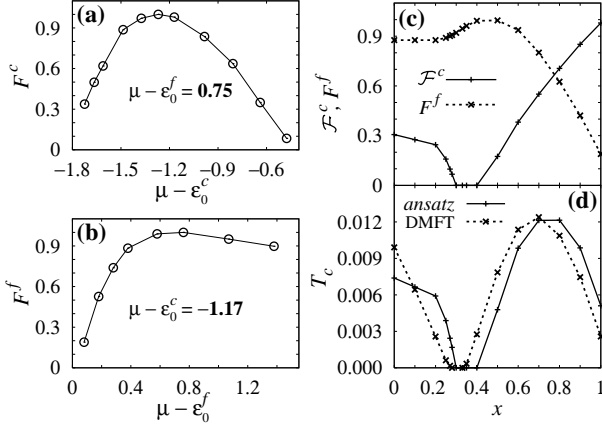 (a)
F^c
0.9
0.6
0.3
0
μ − ε_0^f = 0.75
−1.8 −1.5 −1.2 −0.9 −0.6
μ − ε_0^c
(b)
F^f
0.9
0.6
0.3
0
μ − ε_0^c = −1.17
0 0.4 0.8 1.2
μ − ε_0^f
(c)
ℱ^c, F^f
0.9
0.6
0.3
0
ℱ^c
F^f
(d)
T_c
ansatz
DMFT
0.012
0.009
0.006
0.003
0.000
0 0.2 0.4 0.6 0.8 1
x